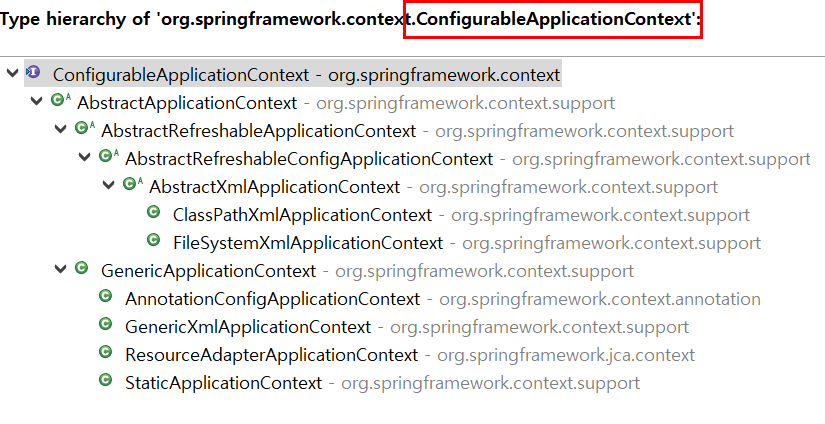 Type hierarchy of 'org.springframework.context.ConfigurableApplicationContext':
ConfigurableApplicationContext - org.springframework.context
AbstractApplicationContext - org.springframework.context.support
AbstractRefreshableApplicationContext - org.springframework.context.support
AbstractRefreshableConfigApplicationContext - org.springframework.context.support
AbstractXmlApplicationContext - org.springframework.context.support
ClassPathXmlApplicationContext - org.springframework.context.support
FileSystemXmlApplicationContext - org.springframework.context.support
GenericApplicationContext - org.springframework.context.support
AnnotationConfigApplicationContext - org.springframework.context.annotation
GenericXmlApplicationContext - org.springframework.context.support
ResourceAdapterApplicationContext - org.springframework.jca.context
StaticApplicationContext - org.springframework.context.support